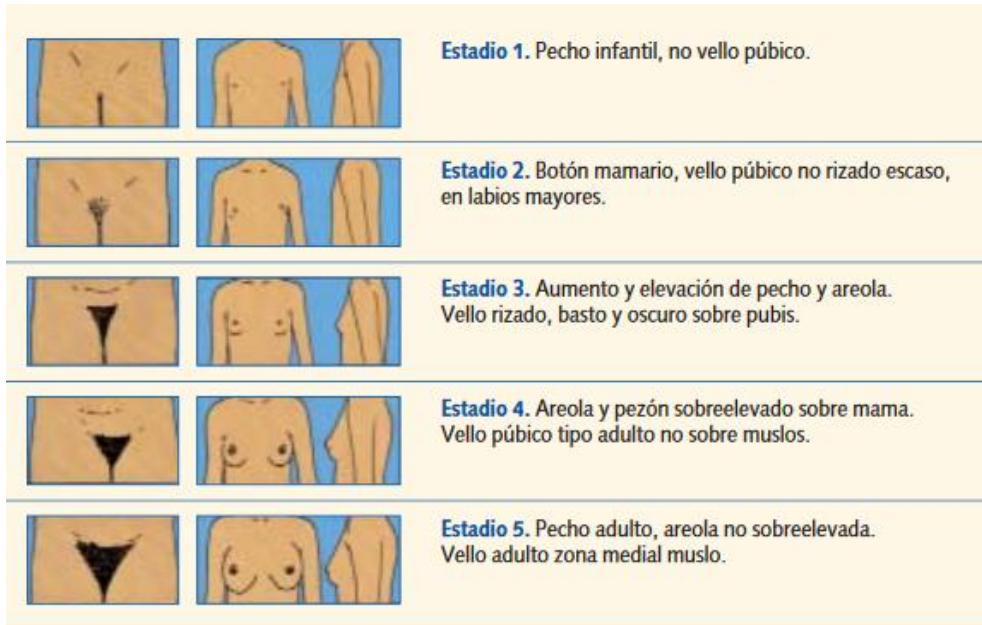 Estadio 1. Pecho infantil, no vello púbico.
Estadio 2. Botón mamario, vello púbico no rizado escaso,
en labios mayores.
Estadio 3. Aumento y elevación de pecho y areola.
Vello rizado, basto y oscuro sobre pubis.
Estadio 4. Areola y pezón sobreelevado sobre mama.
Vello púbico tipo adulto no sobre muslos.
Estadio 5. Pecho adulto, areola no sobreelevada.
Vello adulto zona medial muslo.